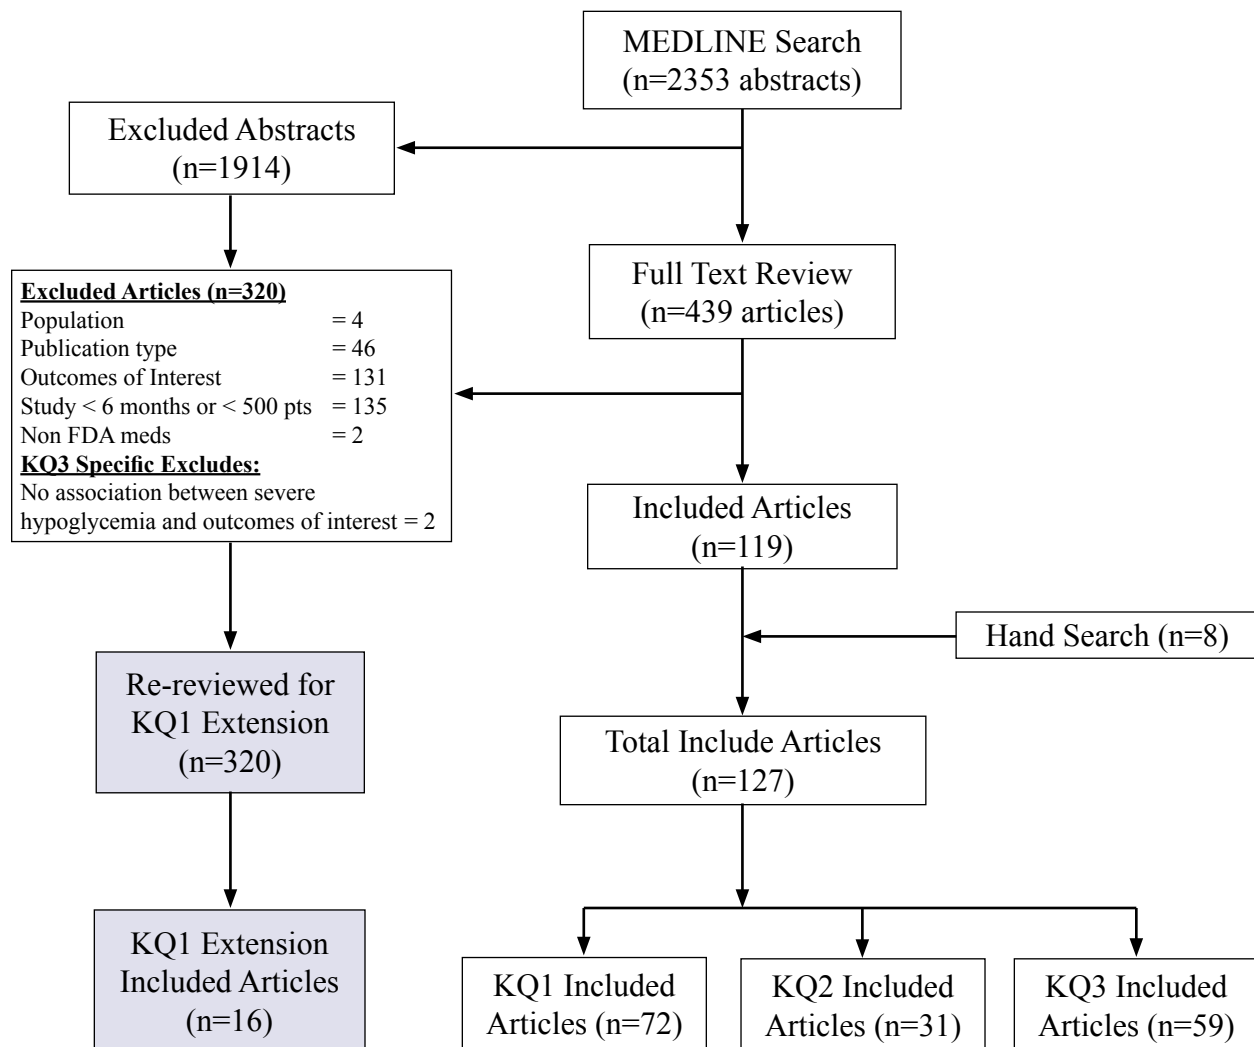 MEDLINE Search
(n=2353 abstracts)
Excluded Abstracts
(n=1914)
Full Text Review
(n=439 articles)
Excluded Articles (n=320)
Population = 4
Publication type = 46
Outcomes of Interest = 131
Study < 6 months or < 500 pts = 135
Non FDA meds = 2
KQ3 Specific Excludes:
No association between severe
hypoglycemia and outcomes of interest = 2
Included Articles
(n=119)
Hand Search (n=8)
Re-reviewed for
KQ1 Extension
(n=320)
Total Include Articles
(n=127)
KQ1 Extension
Included Articles
(n=16)
KQ1 Included
Articles (n=72)
KQ2 Included
Articles (n=31)
KQ3 Included
Articles (n=59)